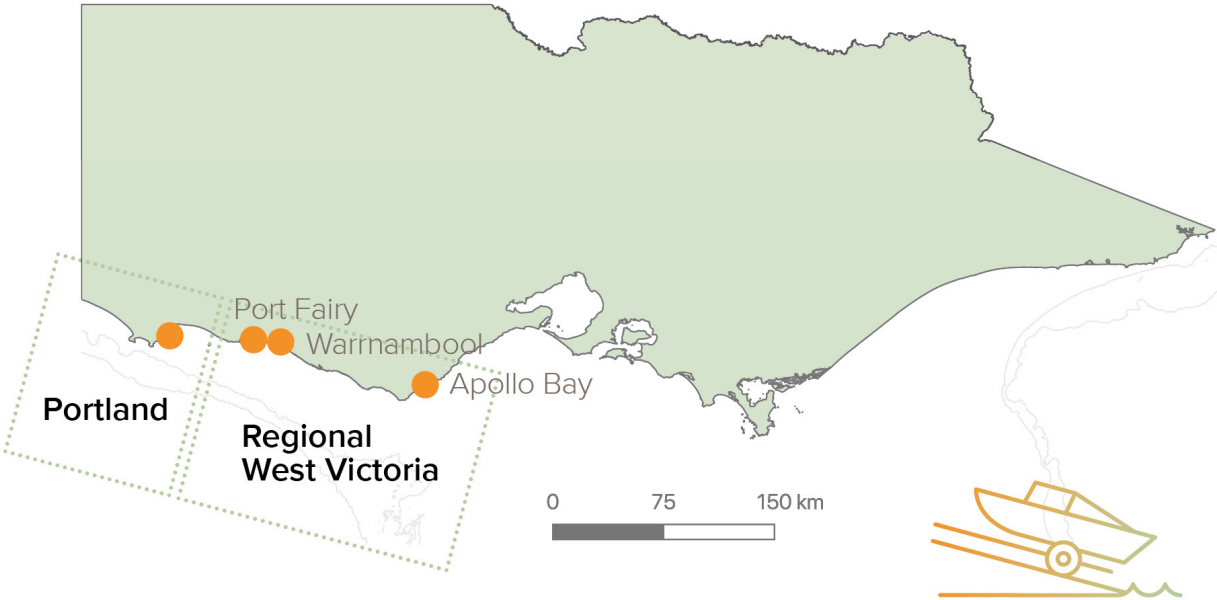 Port Fairy
Warrnambool
Apollo Bay
Portland
Regional
West Victoria
0 75 150 km